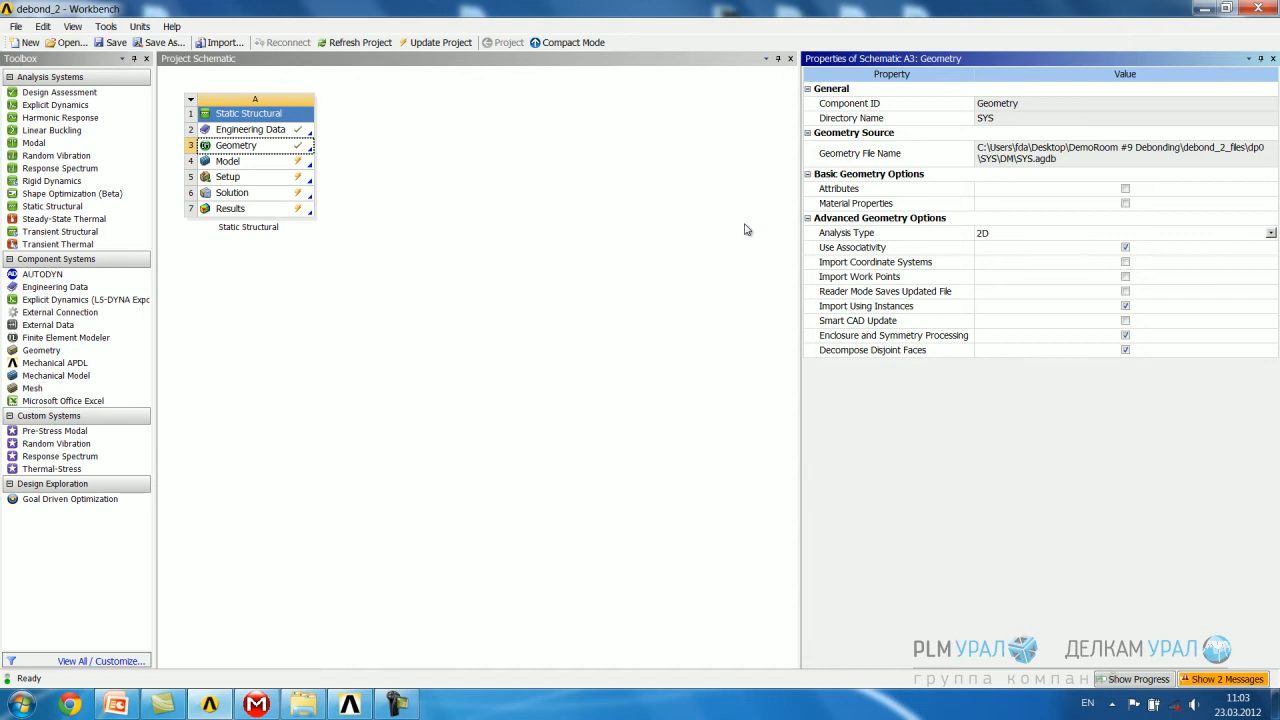 debond_2 - Workbench
File Edit View Tools Units Help
New Open... Save Save As... Import... Reconnect Refresh Project Update Project Project Compact Mode
Toolbox
Analysis Systems
Design Assessment
Explicit Dynamics
Harmonic Response
Linear Buckling
Modal
Random Vibration
Response Spectrum
Rigid Dynamics
Shape Optimization (Beta)
Static Structural
Steady-State Thermal
Transient Structural
Transient Thermal
Component Systems
AUTODYN
Engineering Data
Explicit Dynamics (LS-DYNA Expo
External Connection
External Data
Finite Element Modeler
Geometry
Mechanical APDL
Mechanical Model
Mesh
Microsoft Office Excel
Custom Systems
Pre-Stress Modal
Random Vibration
Response Spectrum
Thermal-Stress
Design Exploration
Goal Driven Optimization
View All / Customize...
Project Schematic
A
1 Static Structural
2 Engineering Data
3 Geometry
4 Model
5 Setup
6 Solution
7 Results
Static Structural
Properties of Schematic A3: Geometry
Property Value
General
Component ID Geometry
Directory Name SYS
Geometry Source
Geometry File Name C:\Users\fda\Desktop\DemoRoom #9 Debonding\debond_2_files\dp0
\SYS\DM\SYS.agdb
Basic Geometry Options
Attributes
Material Properties
Advanced Geometry Options
Analysis Type 2D
Use Associativity
Import Coordinate Systems
Import Work Points
Reader Mode Saves Updated File
Import Using Instances
Smart CAD Update
Enclosure and Symmetry Processing
Decompose Disjoint Faces
PLM УРАЛ ДЕЛКАМ УРАЛ
группа компан
Ready
Show Progress Show 2 Messages
EN 11:03
23.03.2012